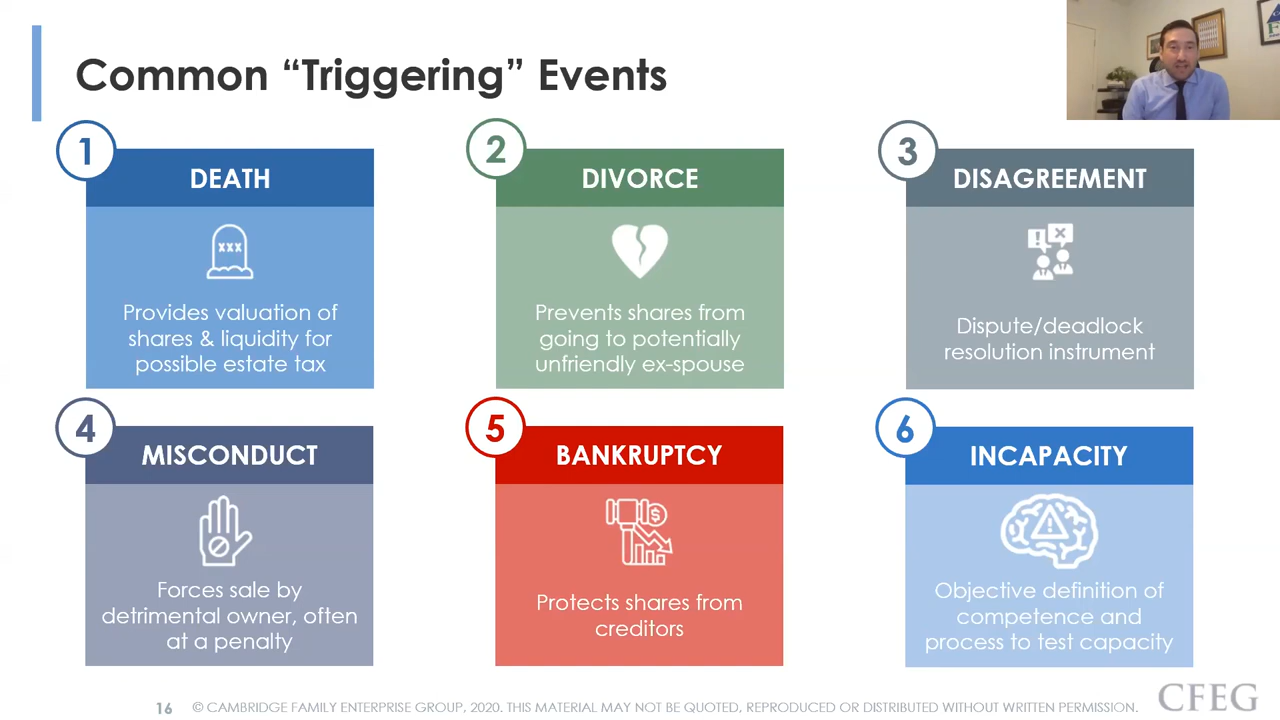 Common “Triggering” Events
1
DEATH
xxx
Provides valuation of
shares & liquidity for
possible estate tax
2
DIVORCE
Prevents shares from
going to potentially
unfriendly ex-spouse
3
DISAGREEMENT
Dispute/deadlock
resolution instrument
4
MISCONDUCT
Forces sale by
detrimental owner, often
at a penalty
5
BANKRUPTCY
$
Protects shares from
creditors
6
INCAPACITY
Objective definition of
competence and
process to test capacity
16 © CAMBRIDGE FAMILY ENTERPRISE GROUP, 2020. THIS MATERIAL MAY NOT BE QUOTED, REPRODUCED OR DISTRIBUTED WITHOUT WRITTEN PERMISSION.
CFEG